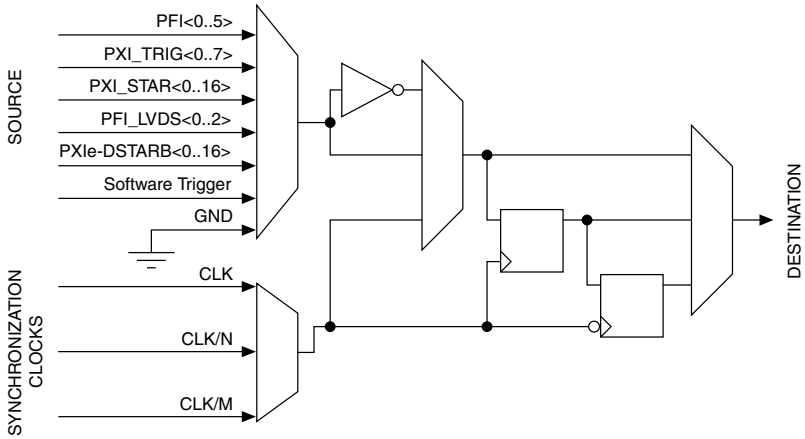 SOURCE
PFI<0..5>
PXI_TRIG<0..7>
PXI_STAR<0..16>
PFI_LVDS<0..2>
PXIe-DSTARB<0..16>
Software Trigger
GND
SYNCHRONIZATION
CLOCKS
CLK
CLK/N
CLK/M
DESTINATION